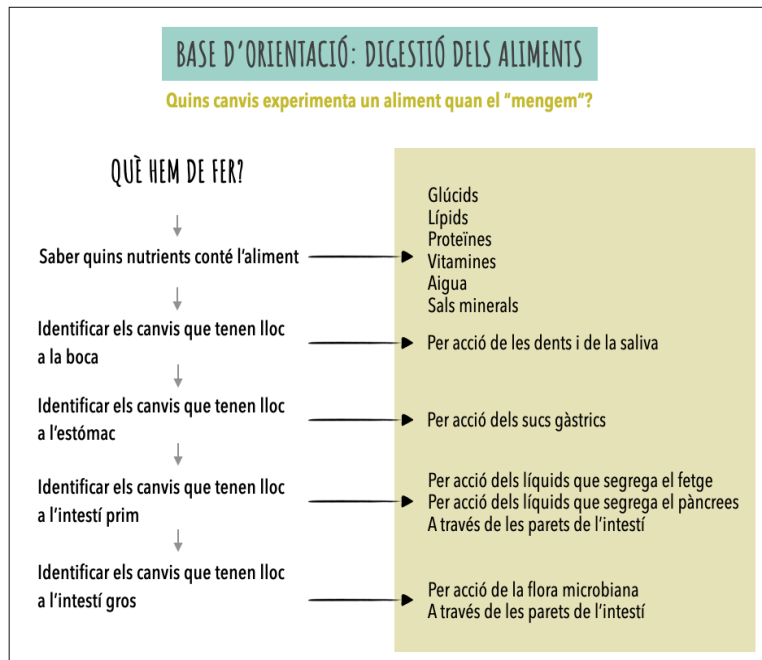 BASE D'ORIENTACIÓ: DIGESTIÓ DELS ALIMENTS
Quins canvis experimenta un aliment quan el “mengem”?
QUÈ HEM DE FER?
Saber quins nutrients conté l'aliment
Glúcids
Lípids
Proteïnes
Vitamines
Aigua
Sals minerals
Identificar els canvis que tenen lloc
a la boca
Per acció de les dents i de la saliva
Identificar els canvis que tenen lloc
a l'estómac
Per acció dels sucs gàstrics
Identificar els canvis que tenen lloc
a l'intestí prim
Per acció dels líquids que segrega el fetge
Per acció dels líquids que segrega el pàncrees
A través de les parets de l'intestí
Identificar els canvis que tenen lloc
a l'intestí gros
Per acció de la flora microbiana
A través de les parets de l'intestí